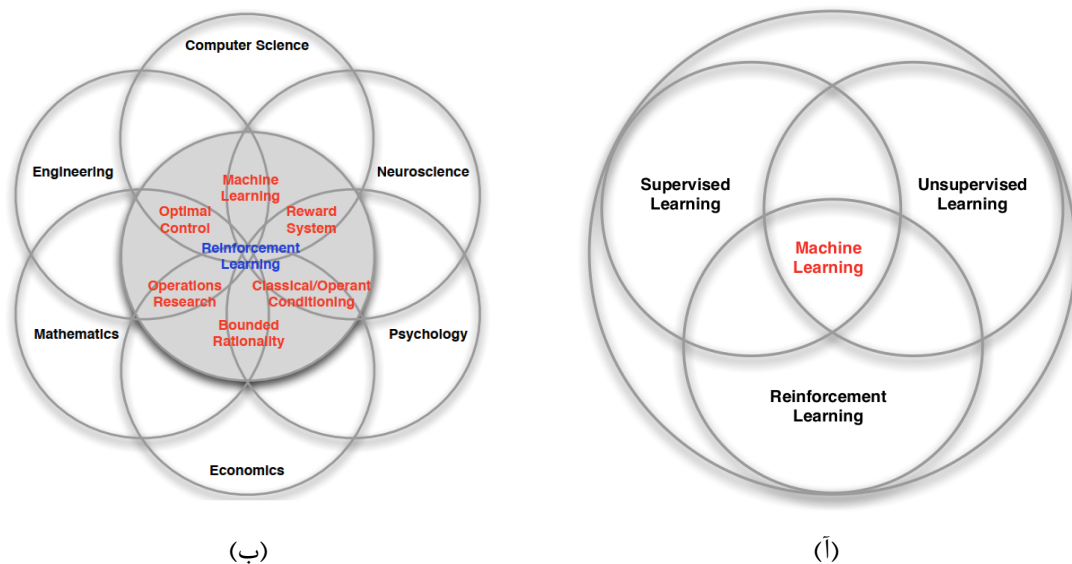 Computer Science
Engineering
Neuroscience
Machine
Learning
Optimal
Control
Reward
System
Reinforcement
Learning
Operations
Research
Classical/Operant
Conditioning
Bounded
Rationality
Mathematics
Psychology
Economics
(ب)
Supervised
Learning
Unsupervised
Learning
Machine
Learning
Reinforcement
Learning
(آ)